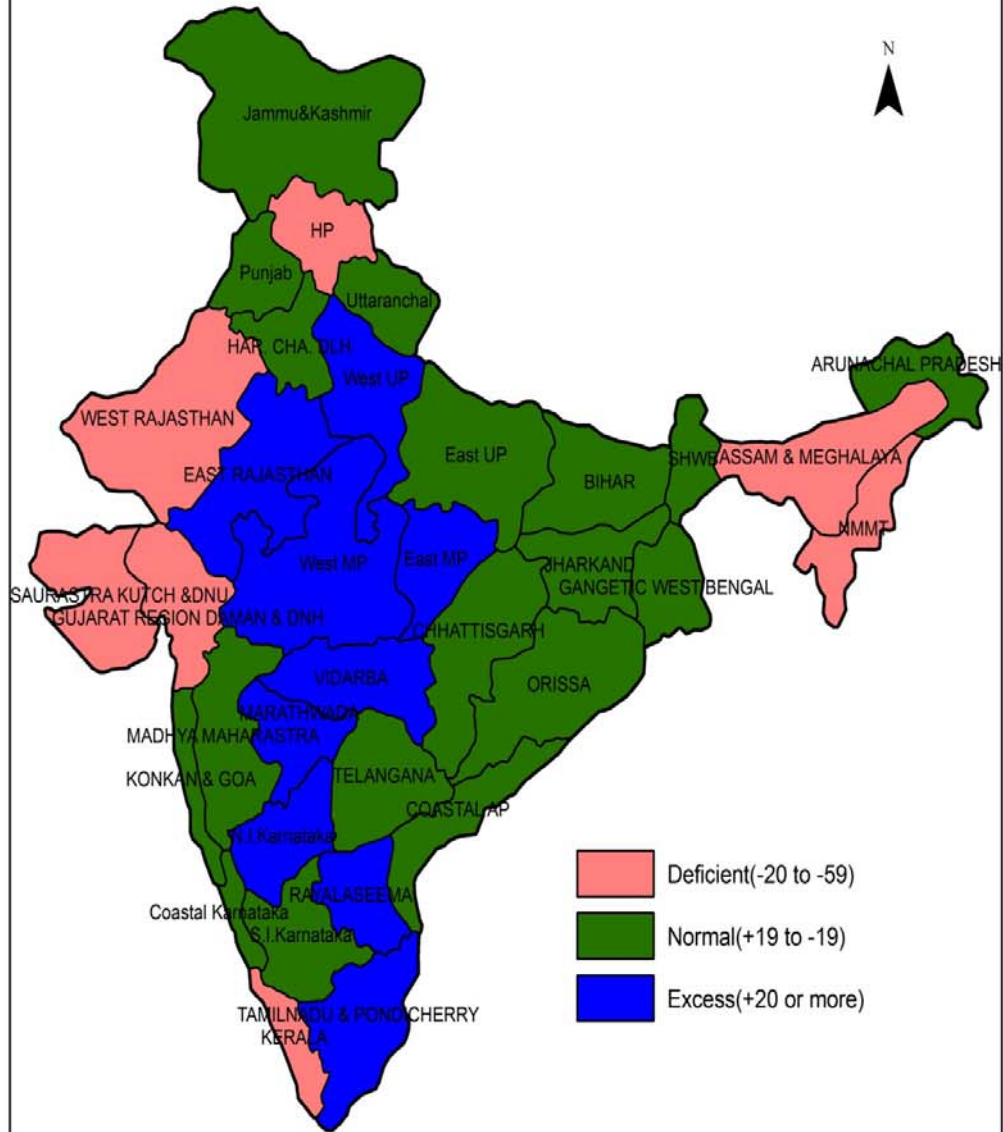 N
Jammu&Kashmir
HP
Punjab
Uttaranchal
HAR. CHA. DLH
West UP
ARUNACHAL PRADESH
WEST RAJASTHAN
EAST RAJASTHAN
East UP
BIHAR
SHWB
ASSAM & MEGHALAYA
NMMT
West MP
East MP
JHARKAND
GANGETIC WEST BENGAL
SAURASTRA KUTCH &DNU
GUJARAT REGION DAMAN & DNH
CHHATTISGARH
VIDARBA
ORISSA
MARATHWADA
MADHYA MAHARASTRA
KONKAN & GOA
TELANGANA
COASTAL AP
N.I.Karnataka
RAYALASEEMA
Coastal Karnataka
S.I.Karnataka
Deficient(-20 to -59)
Normal(+19 to -19)
Excess(+20 or more)
TAMILNADU & PONDICHERRY
KERALA